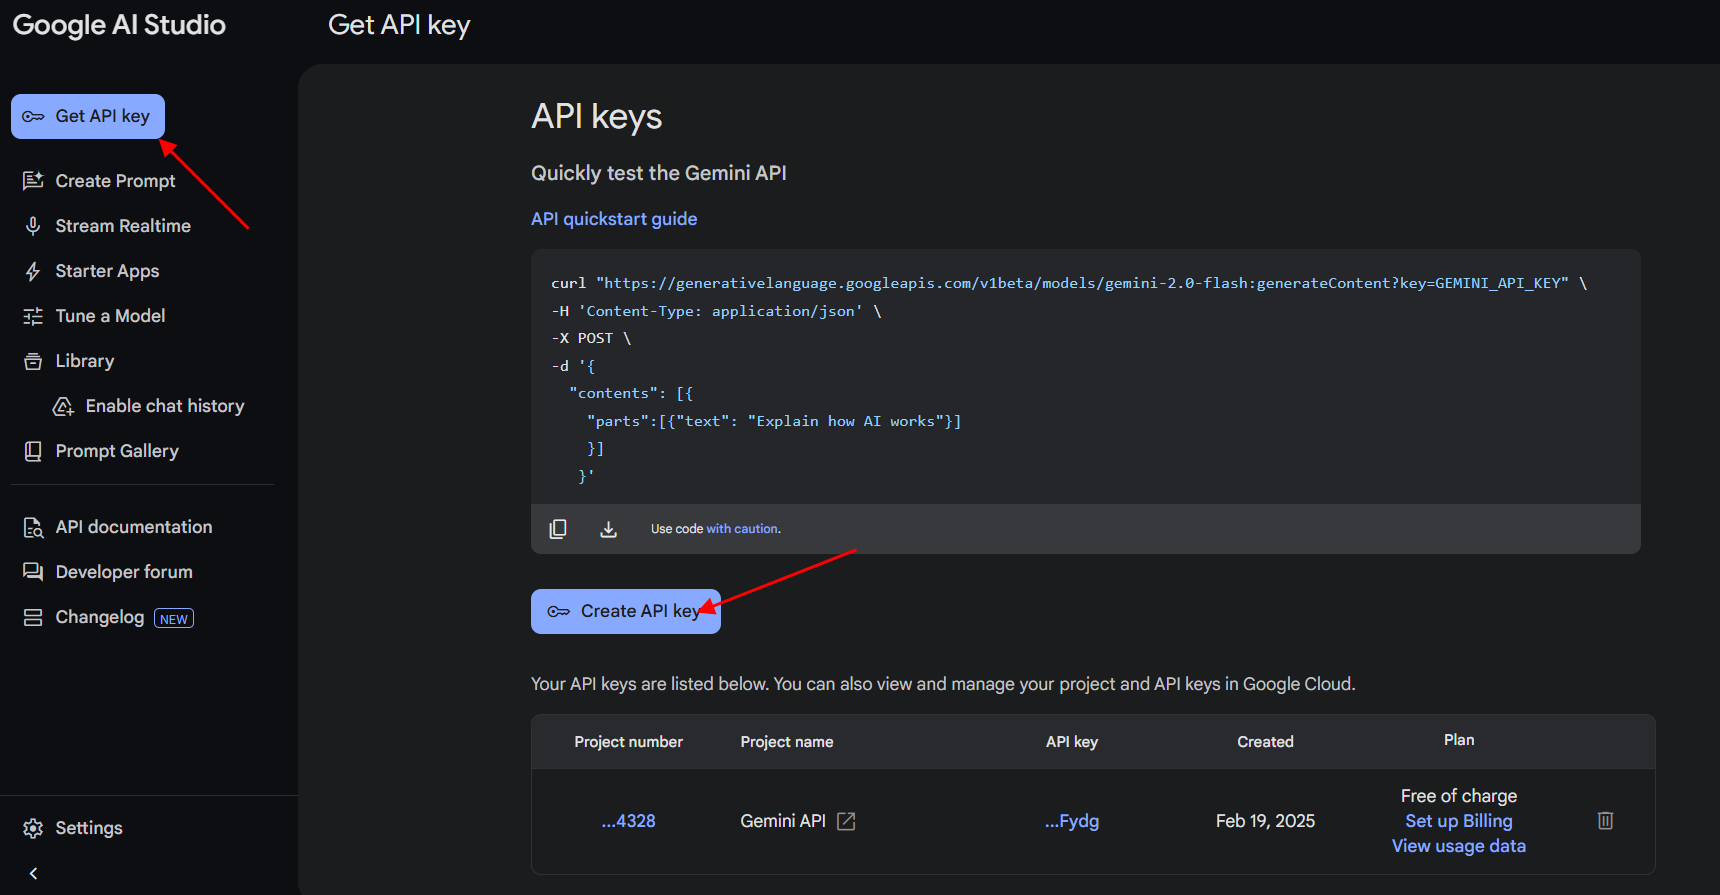 Google AI Studio
Get API key
Get API key
Create Prompt
Stream Realtime
Starter Apps
Tune a Model
Library
Enable chat history
Prompt Gallery
API documentation
Developer forum
Changelog NEW
Settings
API keys
Quickly test the Gemini API
API quickstart guide
curl "https://generativelanguage.googleapis.com/v1beta/models/gemini-2.0-flash:generateContent?key=GEMINI_API_KEY" \
-H 'Content-Type: application/json' \
-X POST \
-d '{
"contents": [{
"parts":[{"text": "Explain how AI works"}]
}]
}'
Use code with caution.
Create API key
Your API keys are listed below. You can also view and manage your project and API keys in Google Cloud.
Project number Project name API key Created Plan
...4328 Gemini API ...Fydg Feb 19, 2025 Free of charge
Set up Billing
View usage data